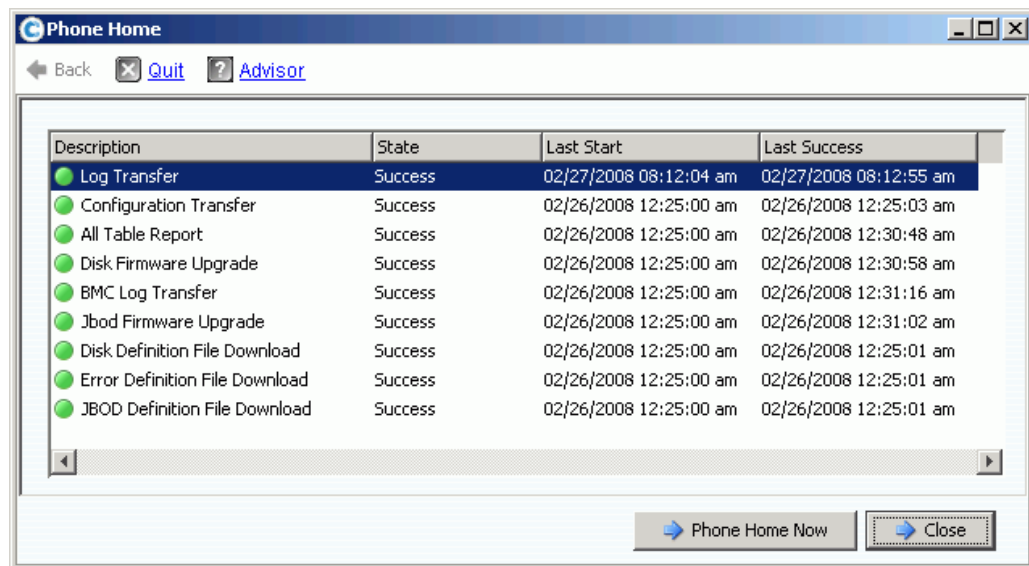 Phone Home
Back Quit Advisor
Description State Last Start Last Success
Log Transfer Success 02/27/2008 08:12:04 am 02/27/2008 08:12:55 am
Configuration Transfer Success 02/26/2008 12:25:00 am 02/26/2008 12:25:03 am
All Table Report Success 02/26/2008 12:25:00 am 02/26/2008 12:30:48 am
Disk Firmware Upgrade Success 02/26/2008 12:25:00 am 02/26/2008 12:30:58 am
BMC Log Transfer Success 02/26/2008 12:25:00 am 02/26/2008 12:31:16 am
Jbod Firmware Upgrade Success 02/26/2008 12:25:00 am 02/26/2008 12:31:02 am
Disk Definition File Download Success 02/26/2008 12:25:00 am 02/26/2008 12:25:01 am
Error Definition File Download Success 02/26/2008 12:25:00 am 02/26/2008 12:25:01 am
JBOD Definition File Download Success 02/26/2008 12:25:00 am 02/26/2008 12:25:01 am
Phone Home Now Close